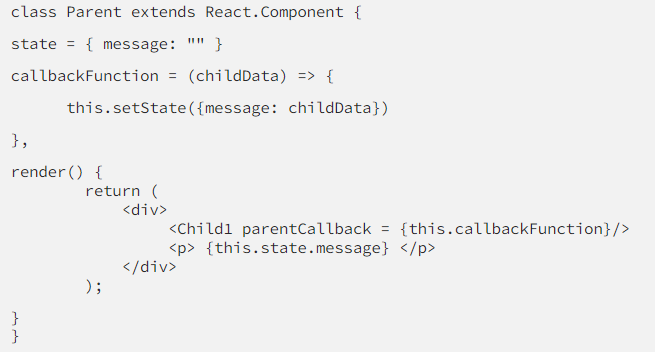 class Parent extends React.Component {
state = { message: "" }
callbackFunction = (childData) => {
      this.setState({message: childData})
},
render() {
        return (
            <div>
                 <Child1 parentCallback = {this.callbackFunction}/>
                 <p> {this.state.message} </p>
            </div>
        );
}
}